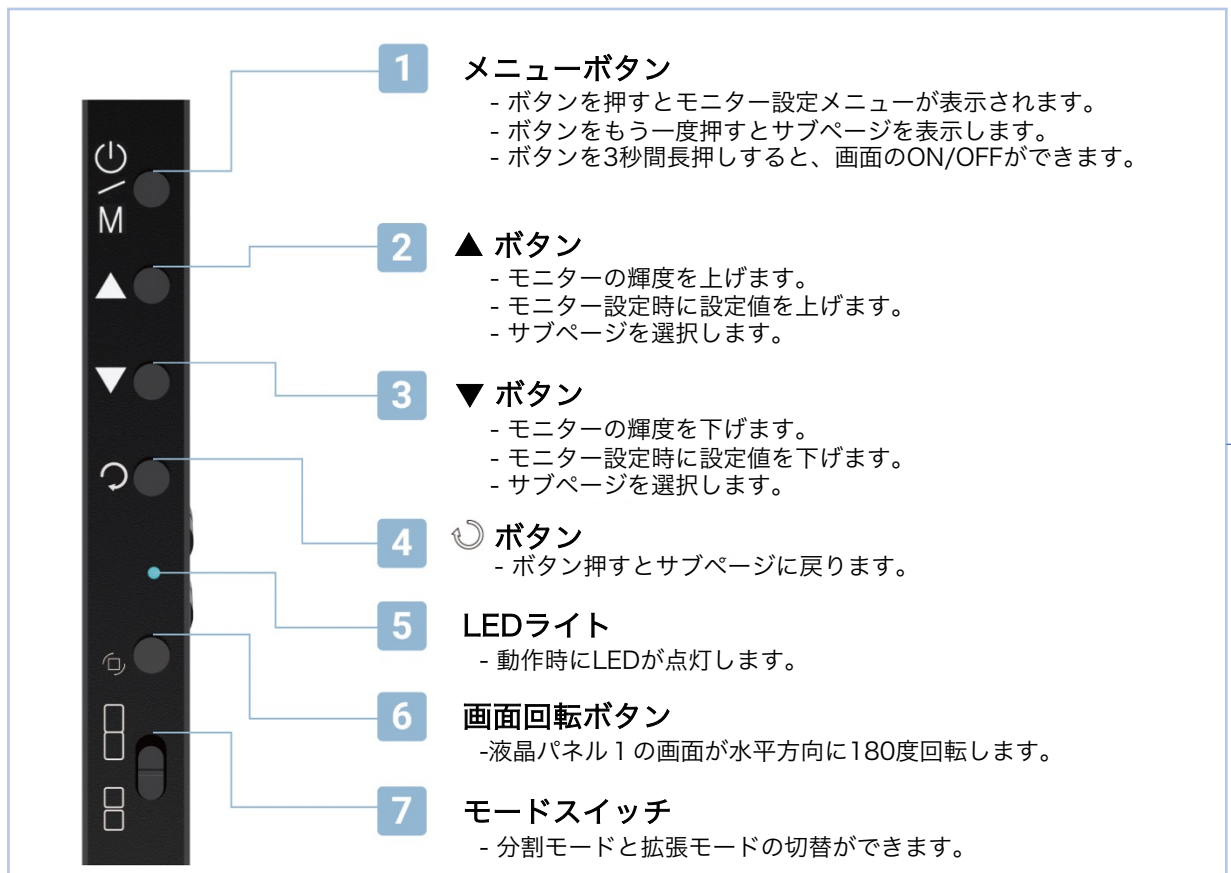 1 メニューボタン
- ボタンを押すとモニター設定メニューが表示されます。
- ボタンをもう一度押すとサブページを表示します。
- ボタンを3秒間長押しすると、画面のON/OFFができます。
M
2 ▲ ボタン
- モニターの輝度を上げます。
- モニター設定時に設定値を上げます。
- サブページを選択します。
3 ▼ ボタン
- モニターの輝度を下げます。
- モニター設定時に設定値を下げます。
- サブページを選択します。
4 ボタン
- ボタン押すとサブページに戻ります。
5 LEDライト
- 動作時にLEDが点灯します。
6 画面回転ボタン
-液晶パネル１の画面が水平方向に180度回転します。
7 モードスイッチ
- 分割モードと拡張モードの切替ができます。